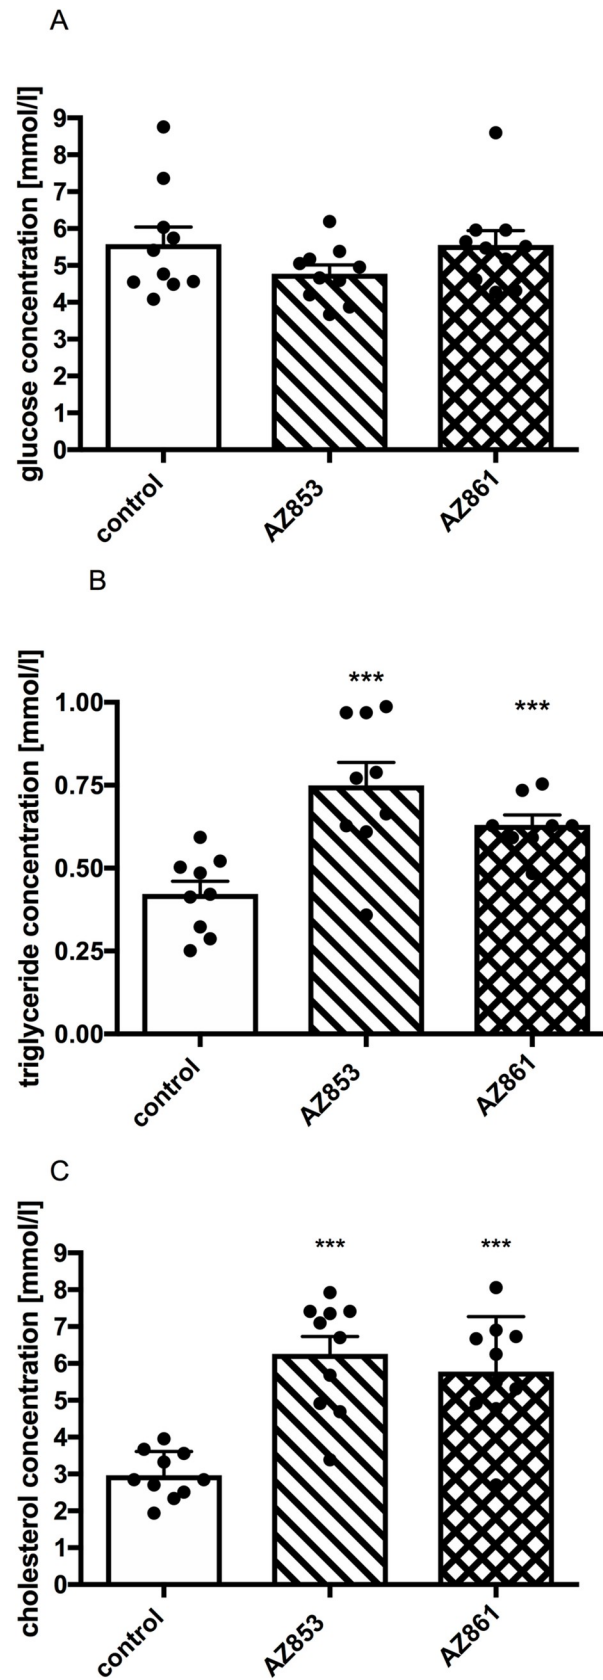 A
glucose concentration [mmol/l]
9
8
7
6
5
4
3
2
1
0
control
AZ853
AZ861
B
triglyceride concentration [mmol/l]
***
***
1.00
0.75
0.50
0.25
0.00
control
AZ853
AZ861
C
cholesterol concentration [mmol/l]
***
***
9
8
7
6
5
4
3
2
1
0
control
AZ853
AZ861